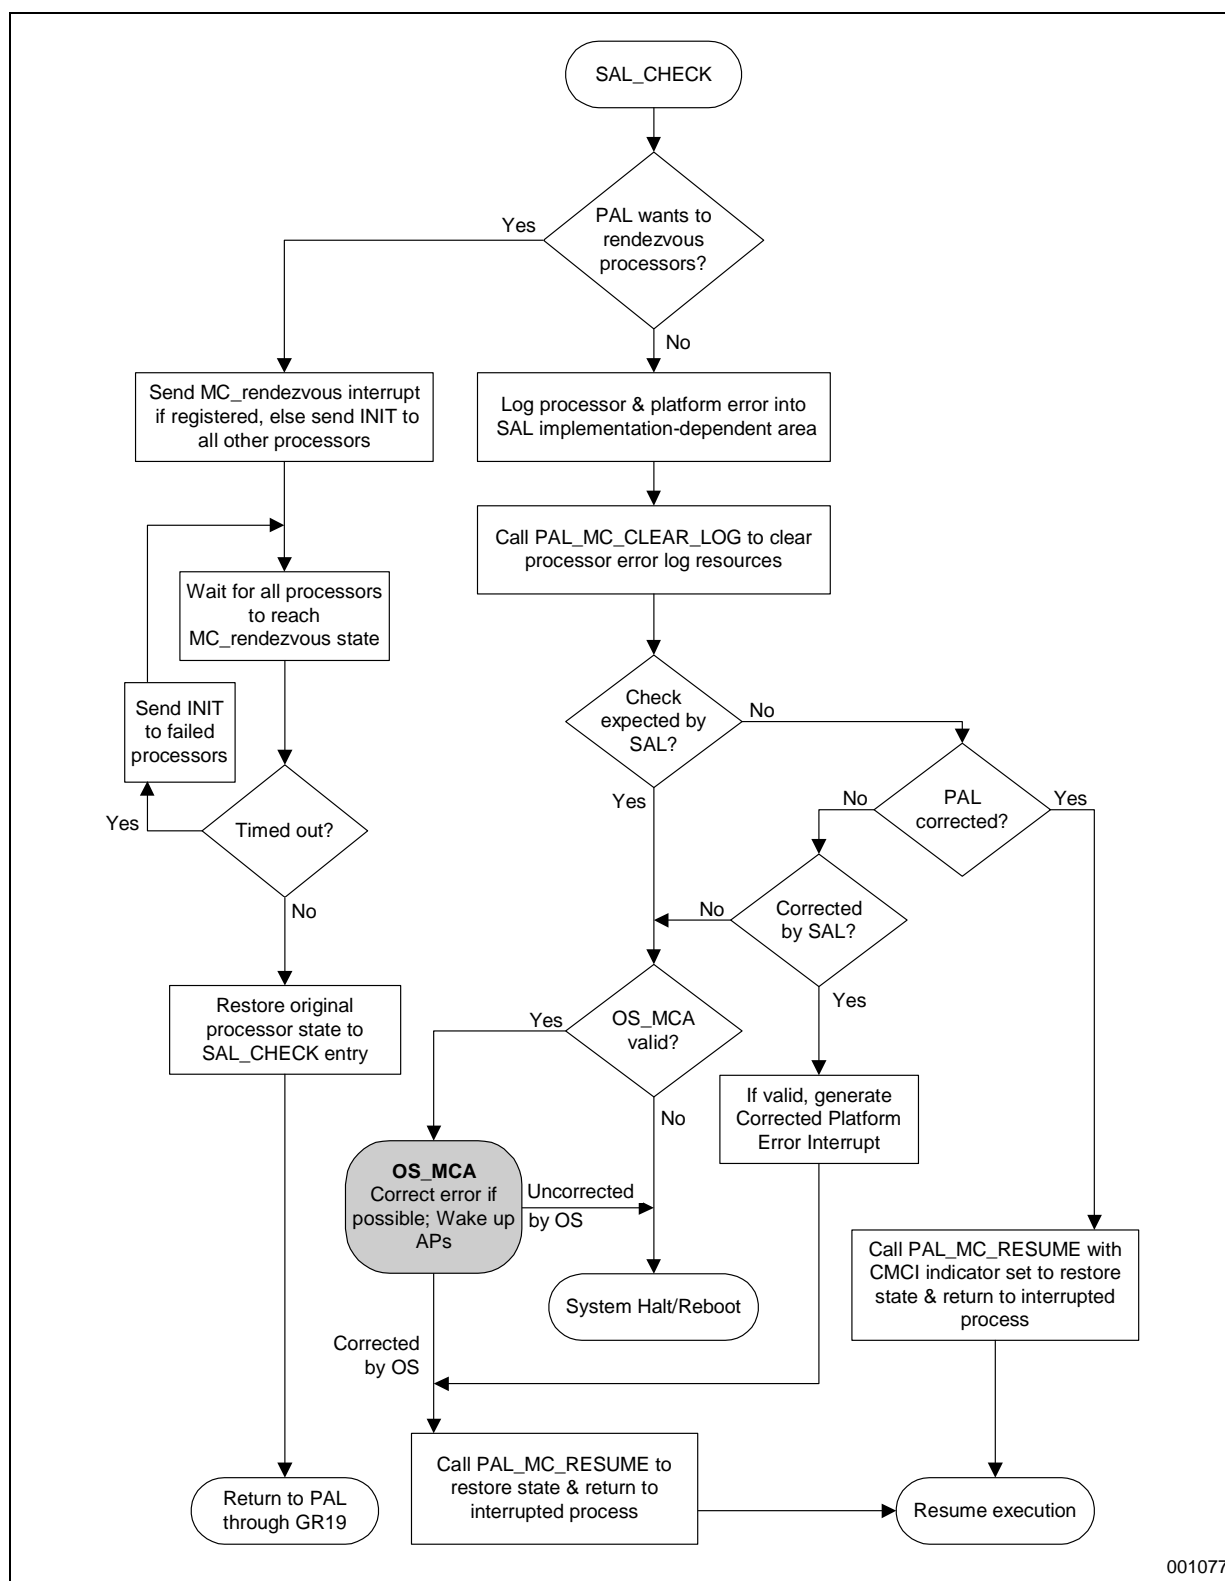 SAL_CHECK
PAL wants to
rendezvous
processors?
Yes
No
Send MC_rendezvous interrupt
if registered, else send INIT to
all other processors
Log processor & platform error into
SAL implementation-dependent area
Call PAL_MC_CLEAR_LOG to clear
processor error log resources
Wait for all processors
to reach
MC_rendezvous state
Send INIT
to failed
processors
Timed out?
Yes
No
Check
expected by
SAL?
No
Yes
PAL
corrected?
No
Yes
Corrected
by SAL?
No
Yes
Restore original
processor state to
SAL_CHECK entry
OS_MCA
valid?
Yes
No
If valid, generate
Corrected Platform
Error Interrupt
OS_MCA
Correct error if
possible; Wake up
APs
Uncorrected
by OS
System Halt/Reboot
Call PAL_MC_RESUME with
CMCI indicator set to restore
state & return to interrupted
process
Corrected
by OS
Call PAL_MC_RESUME to
restore state & return to
interrupted process
Return to PAL
through GR19
Resume execution
001077